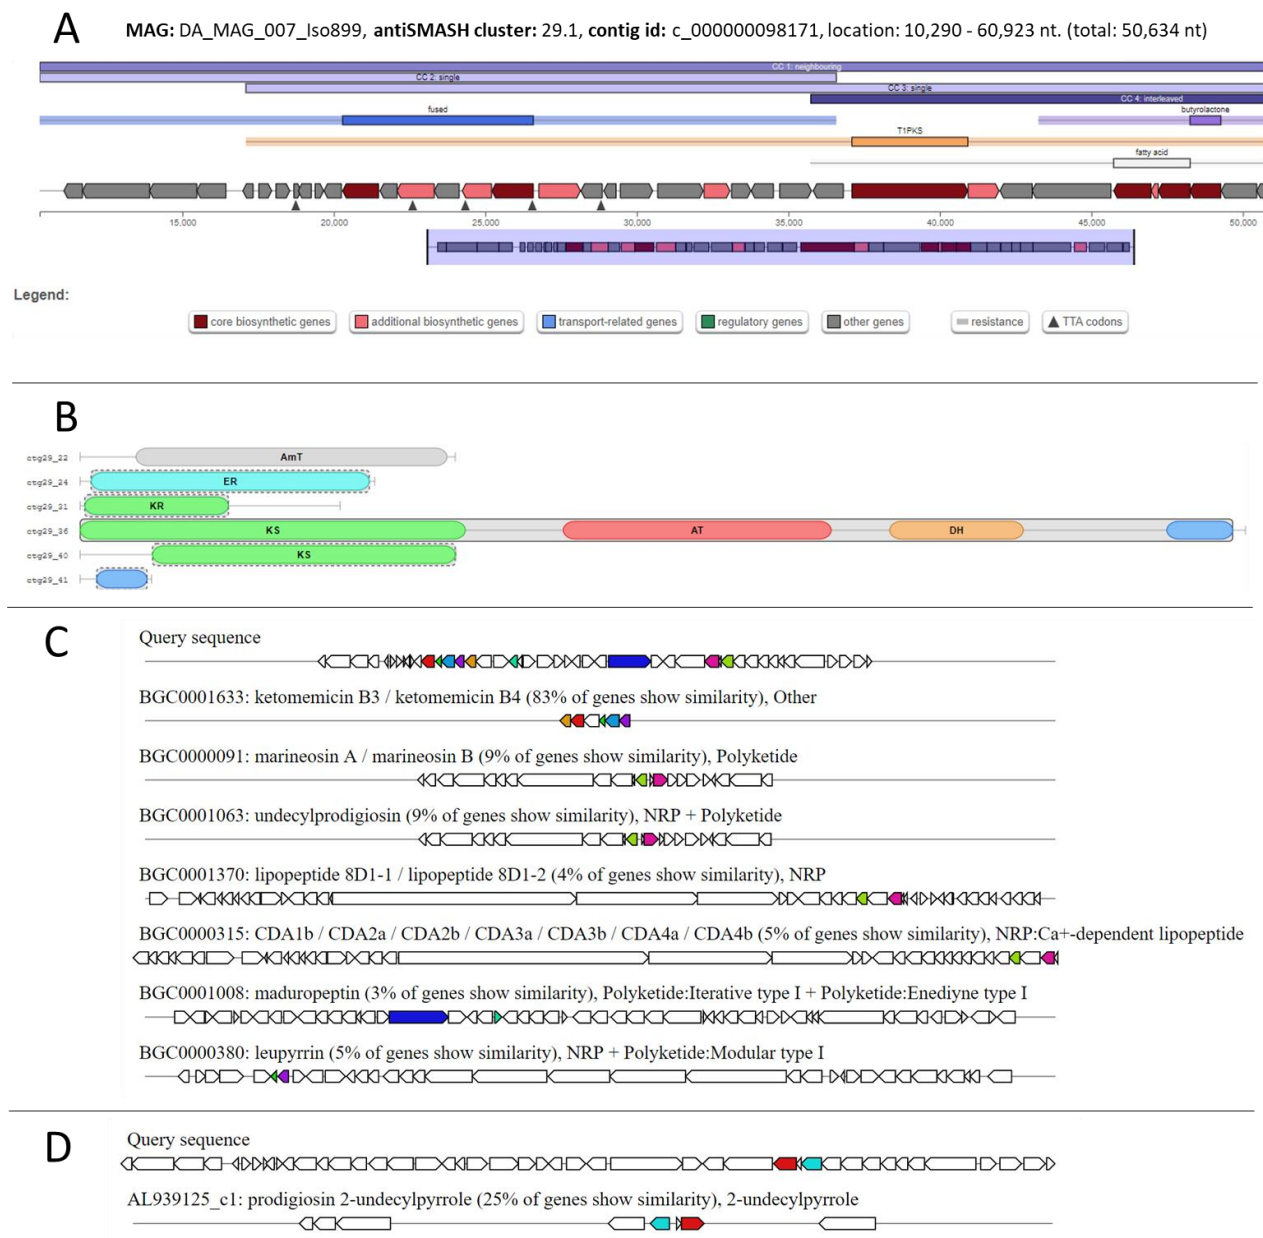 A
MAG: DA_MAG_007_Iso899, antiSMASH cluster: 29.1, contig id: c_000000098171, location: 10,290 - 60,923 nt. (total: 50,634 nt)
CC 1: neighbouring
CC 2: single
CC 3: single
CC 4: interleaved
fused
butyrolactone
T1PKS
fatty acid
15,000 20,000 25,000 30,000 35,000 40,000 45,000 50,000
Legend:
core biosynthetic genes additional biosynthetic genes transport-related genes regulatory genes other genes resistance TTA codons
B
ctg29_22 AmT
ctg29_24 ER
ctg29_31 KR
ctg29_36 KS AT DH
ctg29_40 KS
ctg29_41
C
Query sequence
BGC0001633: ketomemicin B3 / ketomemicin B4 (83% of genes show similarity), Other
BGC0000091: marineosin A / marineosin B (9% of genes show similarity), Polyketide
BGC0001063: undecylprodigiosin (9% of genes show similarity), NRP + Polyketide
BGC0001370: lipopeptide 8D1-1 / lipopeptide 8D1-2 (4% of genes show similarity), NRP
BGC0000315: CDA1b / CDA2a / CDA2b / CDA3a / CDA3b / CDA4a / CDA4b (5% of genes show similarity), NRP:Ca+-dependent lipopeptide
BGC0001008: maduropeptin (3% of genes show similarity), Polyketide:Iterative type I + Polyketide:Enediyne type I
BGC0000380: leupyrrin (5% of genes show similarity), NRP + Polyketide:Modular type I
D
Query sequence
AL939125_c1: prodigiosin 2-undecylpyrrole (25% of genes show similarity), 2-undecylpyrrole